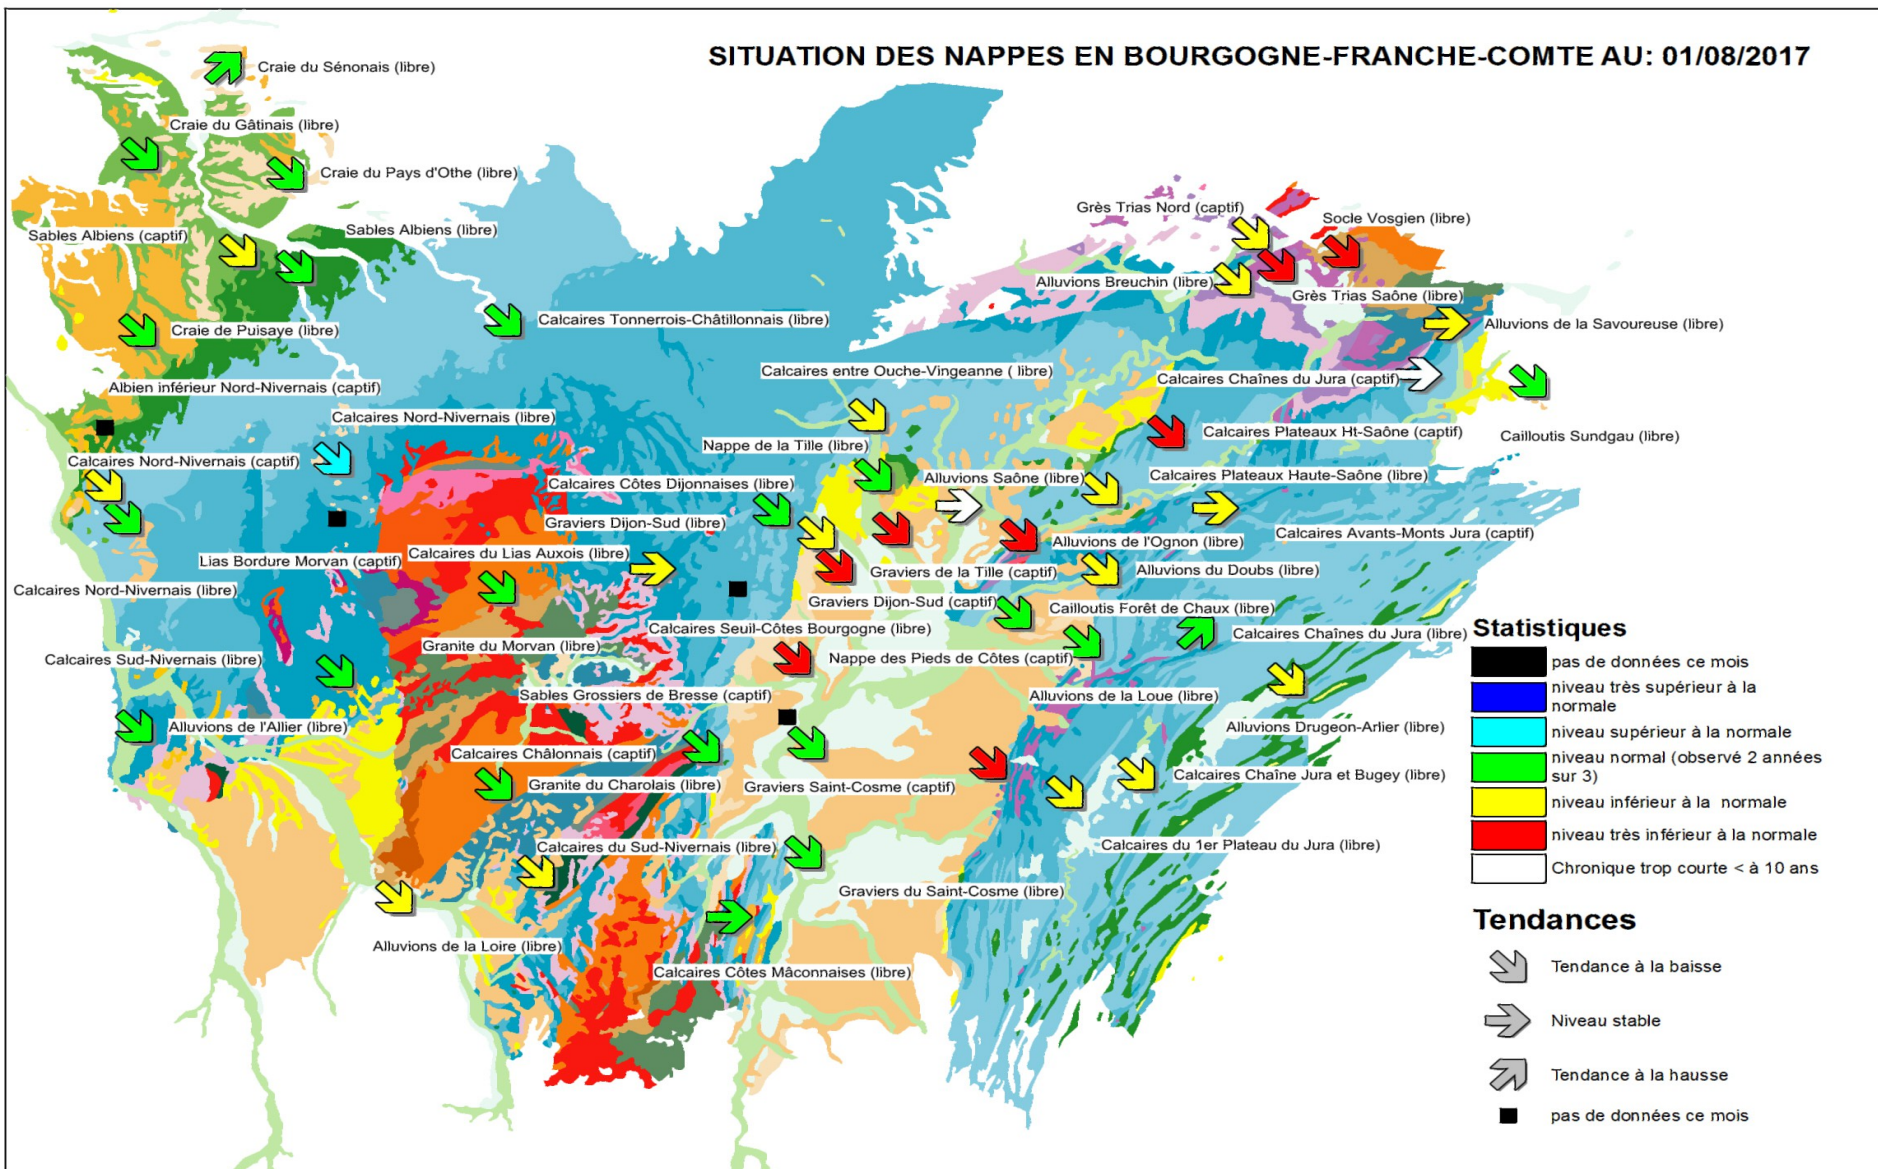 SITUATION DES NAPPES EN BOURGOGNE-FRANCHE-COMTE AU: 01/08/2017
Craie du Sénonais (libre)
Craie du Gâtinais (libre)
Craie du Pays d'Othe (libre)
Sables Albiens (captif)
Sables Albiens (libre)
Grès Trias Nord (captif)
Socle Vosgien (libre)
Alluvions Breuchin (libre)
Grès Trias Saône (libre)
Craie de Puisaye (libre)
Calcaires Tonnerrois-Châtillonnais (libre)
Alluvions de la Savoureuse (libre)
Calcaires entre Ouche-Vingeanne ( libre)
Calcaires Chaînes du Jura (captif)
Albien inférieur Nord-Nivernais (captif)
Calcaires Nord-Nivernais (libre)
Nappe de la Tille (libre)
Calcaires Plateaux Ht-Saône (captif)
Cailloutis Sundgau (libre)
Calcaires Nord-Nivernais (captif)
Calcaires Côtes Dijonnaises (libre)
Alluvions Saône (libre)
Calcaires Plateaux Haute-Saône (libre)
Graviers Dijon-Sud (libre)
Calcaires Avants-Monts Jura (captif)
Lias Bordure Morvan (captif)
Calcaires du Lias Auxois (libre)
Alluvions de l'Ognon (libre)
Graviers de la Tille (captif)
Alluvions du Doubs (libre)
Calcaires Nord-Nivernais (libre)
Graviers Dijon-Sud (captif)
Cailloutis Forêt de Chaux (libre)
Calcaires Seuil-Côtes Bourgogne (libre)
Calcaires Chaînes du Jura (libre)
Granite du Morvan (libre)
Calcaires Sud-Nivernais (libre)
Nappe des Pieds de Côtes (captif)
Sables Grossiers de Bresse (captif)
Alluvions de la Loue (libre)
Alluvions de l'Allier (libre)
Alluvions Drugeon-Arlier (libre)
Calcaires Châlonnais (captif)
Granite du Charolais (libre)
Graviers Saint-Cosme (captif)
Calcaires Chaîne Jura et Bugey (libre)
Calcaires du Sud-Nivernais (libre)
Calcaires du 1er Plateau du Jura (libre)
Graviers du Saint-Cosme (libre)
Alluvions de la Loire (libre)
Calcaires Côtes Mâconnaises (libre)
Statistiques
pas de données ce mois
niveau très supérieur à la
normale
niveau supérieur à la normale
niveau normal (observé 2 années
sur 3)
niveau inférieur à la normale
niveau très inférieur à la normale
Chronique trop courte < à 10 ans
Tendances
Tendance à la baisse
Niveau stable
Tendance à la hausse
pas de données ce mois